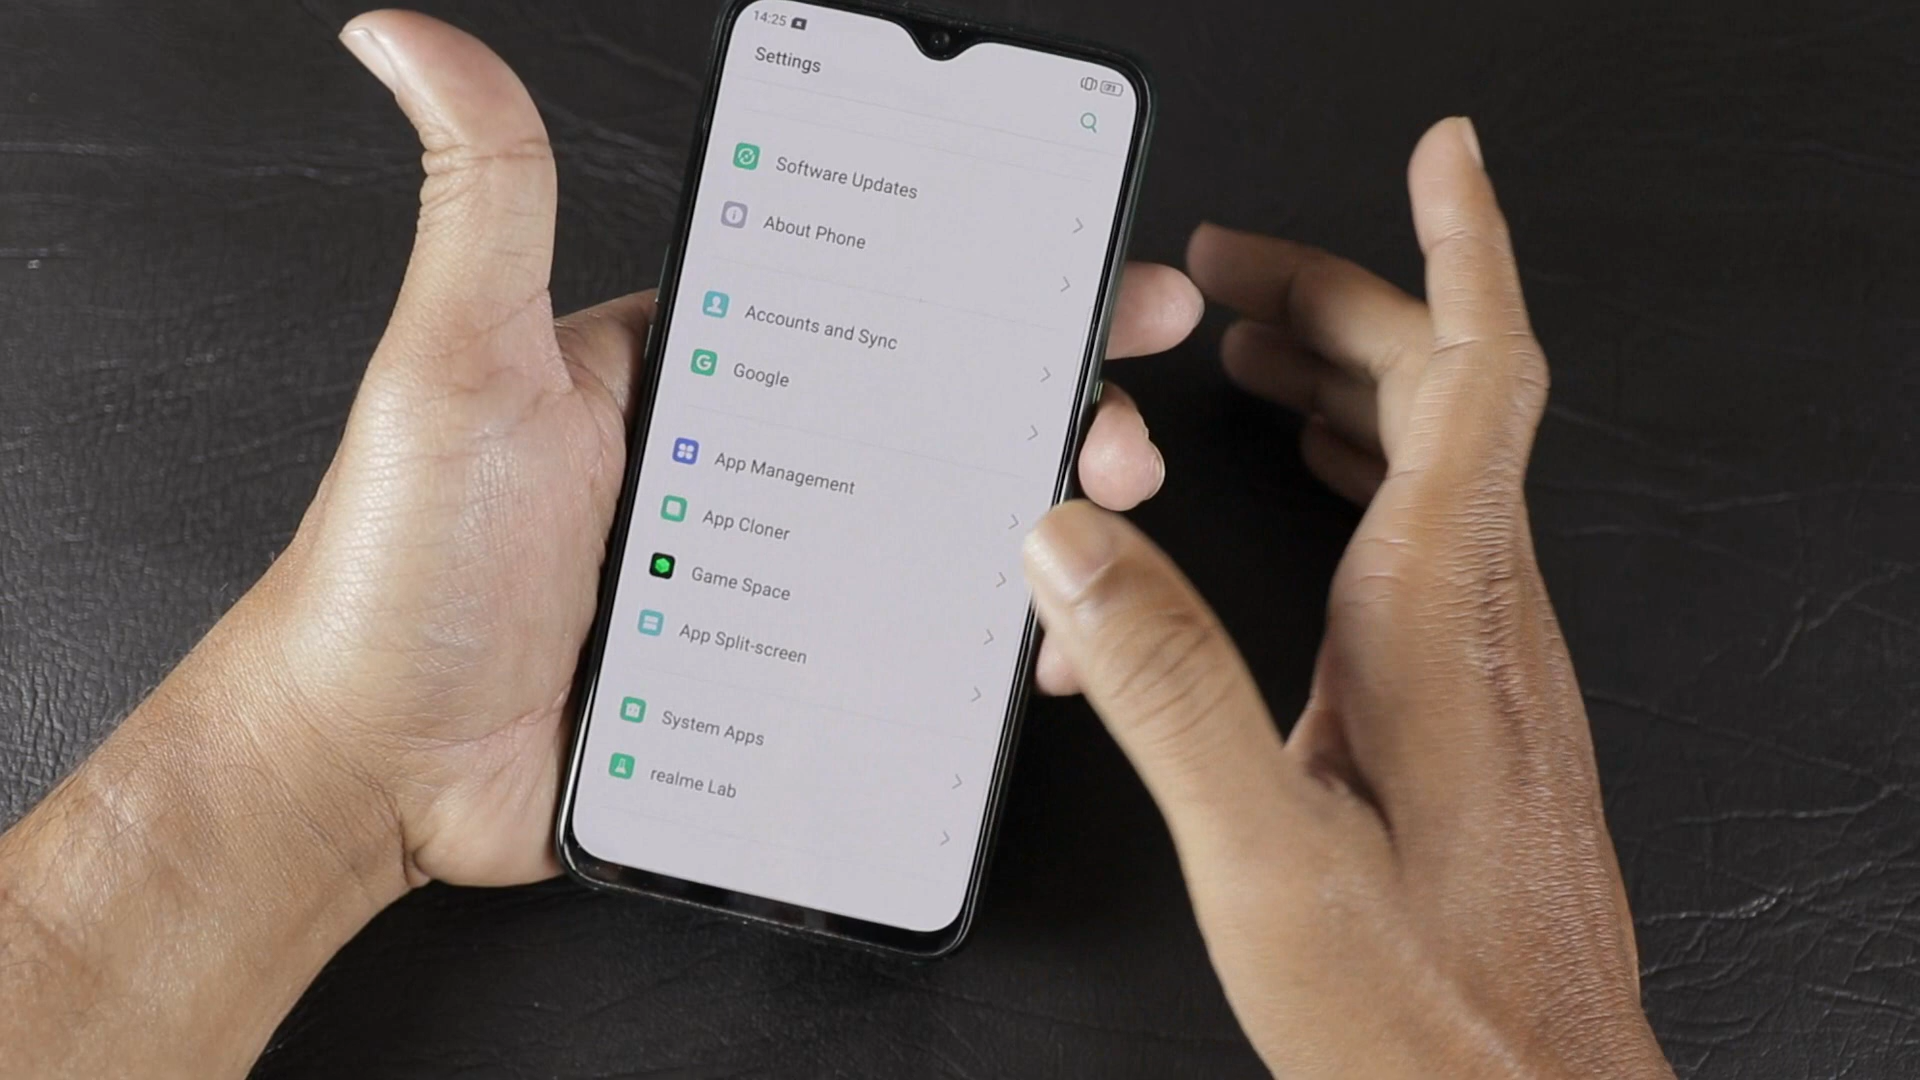 14:25
Settings
Software Updates
About Phone
Accounts and Sync
Google
App Management
App Cloner
Game Space
App Split-screen
System Apps
realme Lab